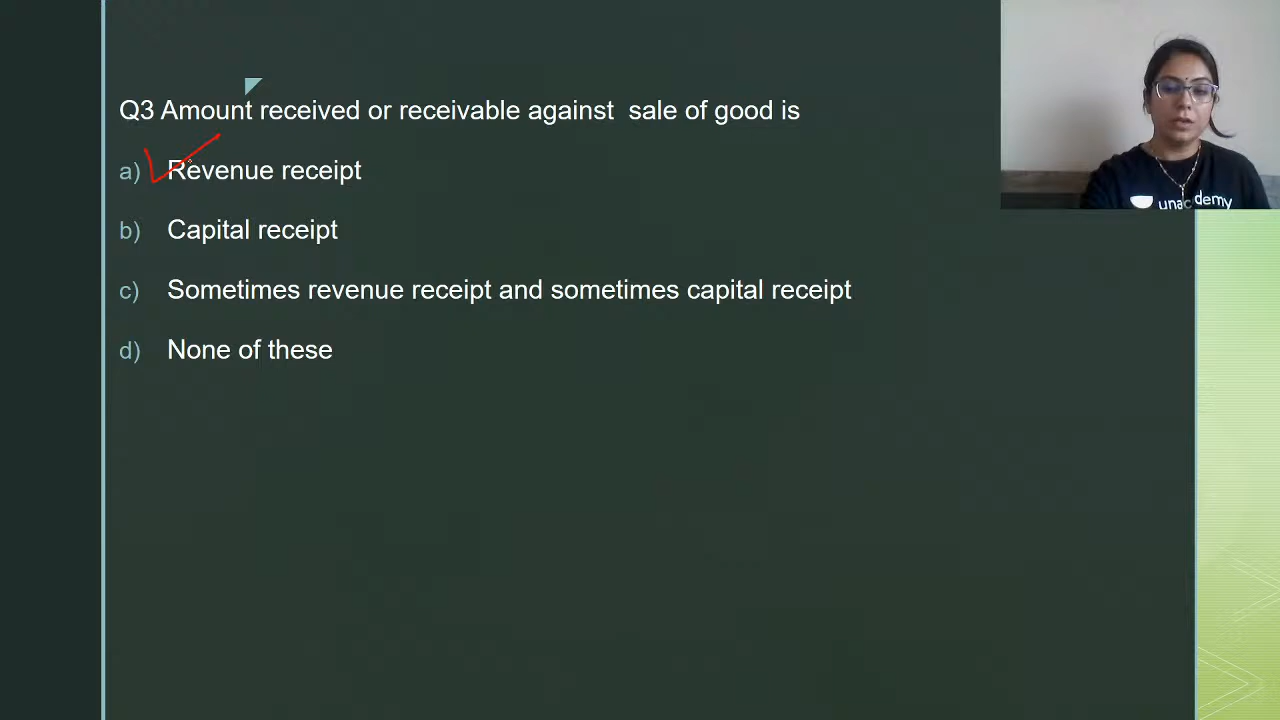 Q3 Amount received or receivable against sale of good is
a) Revenue receipt
b) Capital receipt
c) Sometimes revenue receipt and sometimes capital receipt
d) None of these
unacademy